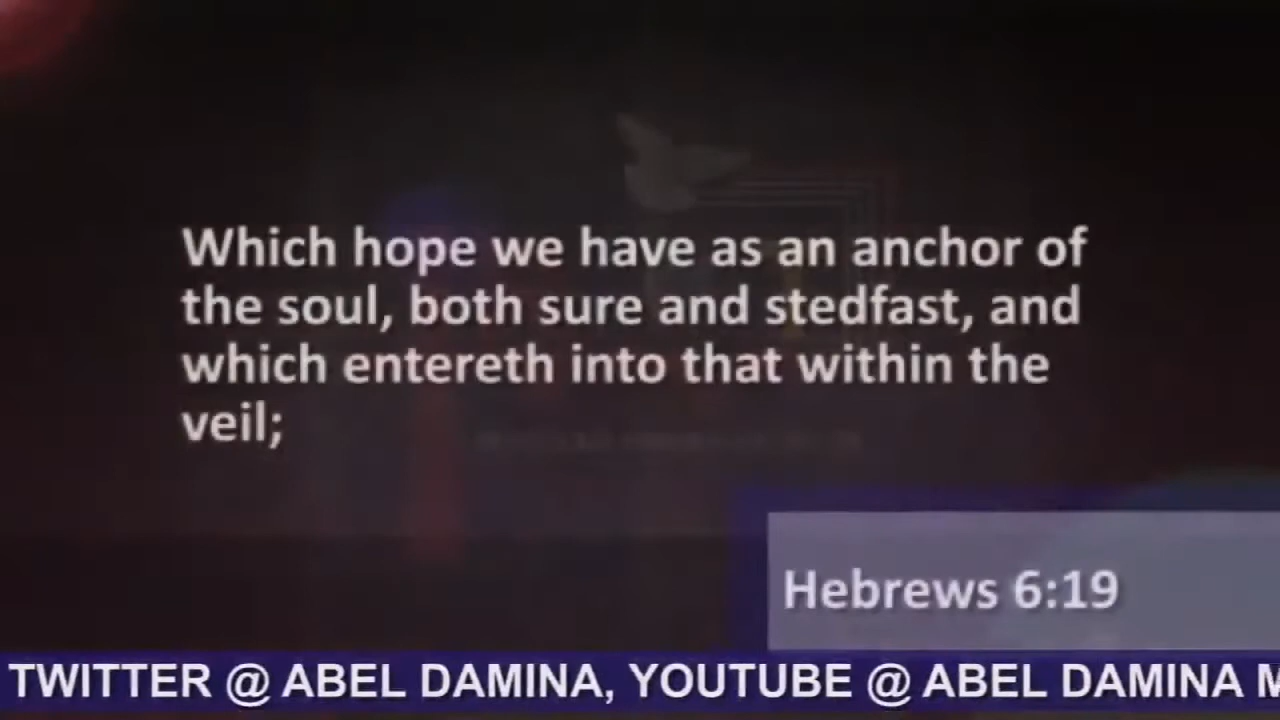 Which hope we have as an anchor of
the soul, both sure and stedfast, and
which entereth into that within the
veil;
Hebrews 6:19
TWITTER @ ABEL DAMINA, YOUTUBE @ ABEL DAMINA